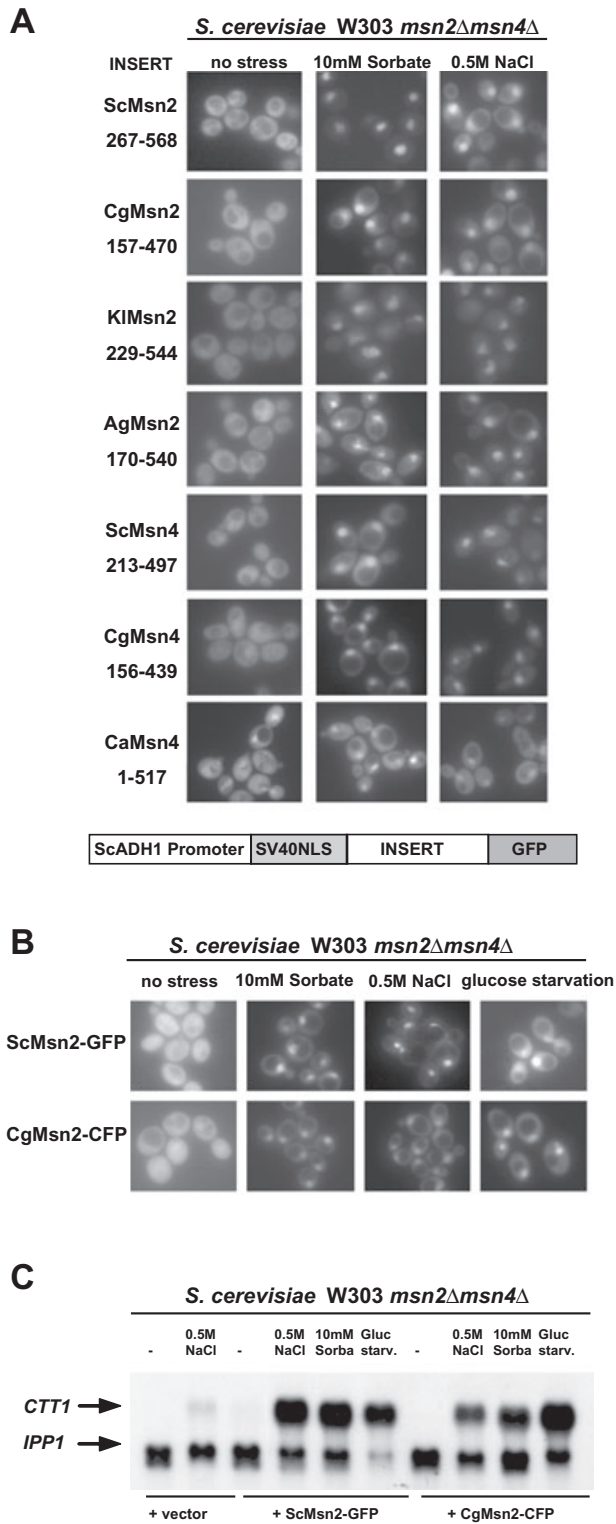 A
S. cerevisiae W303 msn2Δmsn4Δ
INSERT no stress 10mM Sorbate 0.5M NaCl
ScMsn2
267-568
CgMsn2
157-470
KlMsn2
229-544
AgMsn2
170-540
ScMsn4
213-497
CgMsn4
156-439
CaMsn4
1-517
ScADH1 Promoter SV40NLS INSERT GFP
B
S. cerevisiae W303 msn2Δmsn4Δ
no stress 10mM Sorbate 0.5M NaCl glucose starvation
ScMsn2-GFP
CgMsn2-CFP
C
S. cerevisiae W303 msn2Δmsn4Δ
0.5M 0.5M 10mM Gluc 0.5M 10mM Gluc
- NaCl - NaCl Sorba starv. - NaCl Sorba starv.
CTT1
IPP1
+ vector + ScMsn2-GFP + CgMsn2-CFP